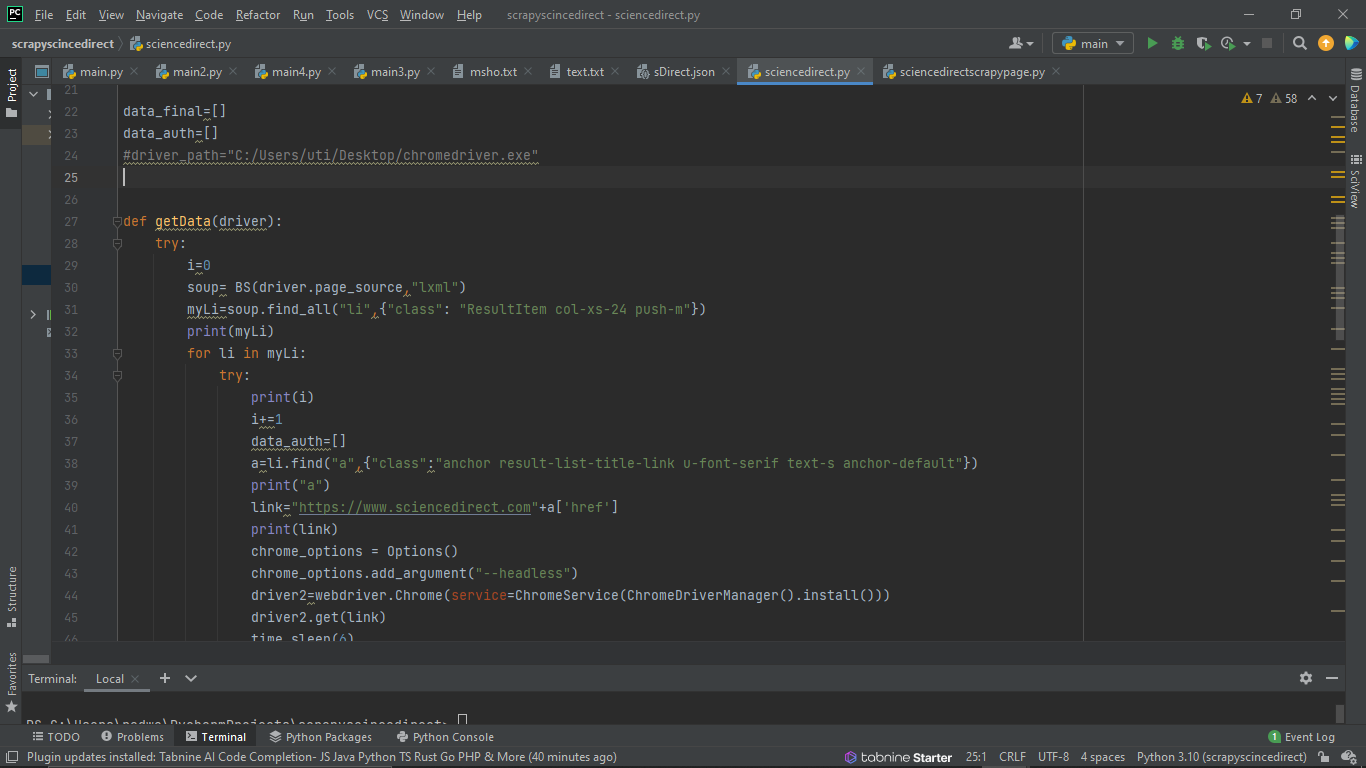 PC File Edit View Navigate Code Refactor Run Tools VCS Window Help scrapyscincedirect - sciencedirect.py
scrapyscincedirect sciencedirect.py main
main.py main2.py main4.py main3.py msho.txt text.txt sDirect.json sciencedirect.py sciencedirectscrapypage.py
Project
Structure
Favorites
Database
SciView
7 58
21
22 data_final=[]
23 data_auth=[]
24 #driver_path="C:/Users/uti/Desktop/chromedriver.exe"
25
26
27 def getData(driver):
28 try:
29 i=0
30 soup= BS(driver.page_source,"lxml")
31 myLi=soup.find_all("li",{"class": "ResultItem col-xs-24 push-m"})
32 print(myLi)
33 for li in myLi:
34 try:
35 print(i)
36 i+=1
37 data_auth=[]
38 a=li.find("a",{"class":"anchor result-list-title-link u-font-serif text-s anchor-default"})
39 print("a")
40 link="https://www.sciencedirect.com"+a['href']
41 print(link)
42 chrome_options = Options()
43 chrome_options.add_argument("--headless")
44 driver2=webdriver.Chrome(service=ChromeService(ChromeDriverManager().install()))
45 driver2.get(link)
46 time.sleep(6)
Terminal: Local
TODO Problems Terminal Python Packages Python Console 1 Event Log
Plugin updates installed: Tabnine AI Code Completion- JS Java Python TS Rust Go PHP & More (40 minutes ago) tabnine Starter 25:1 CRLF UTF-8 4 spaces Python 3.10 (scrapyscincedirect)